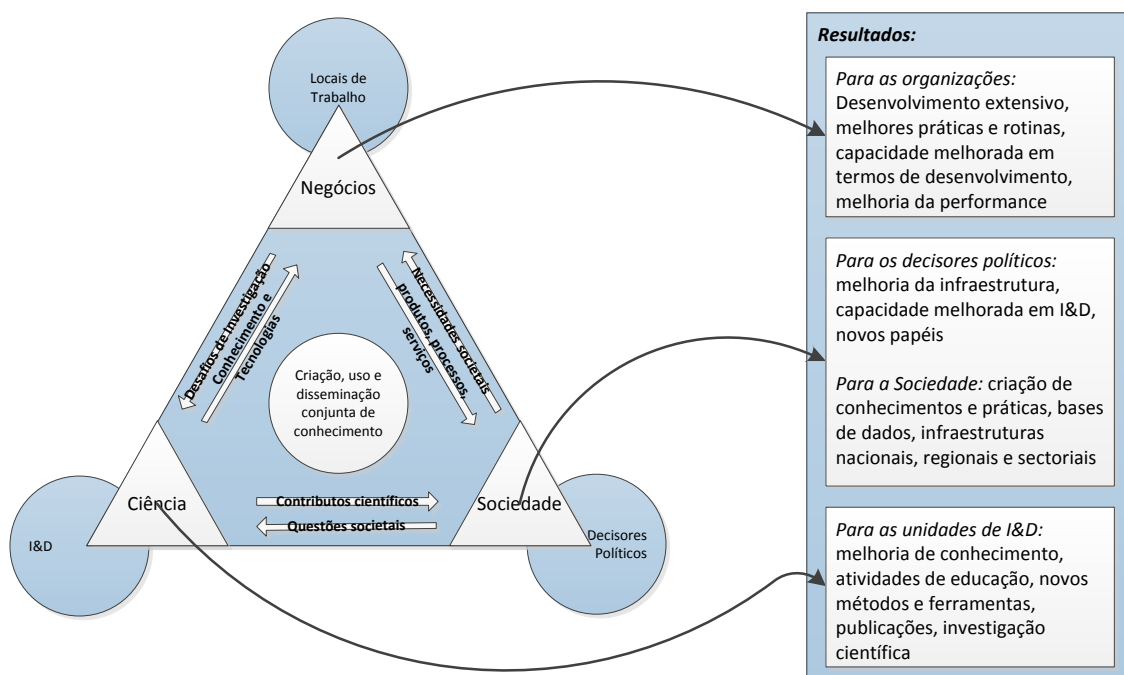 Locais de
Trabalho
Negócios
Desafios de Investigação
Conhecimento e
Tecnologias
Necessidades societais
produtos, processos,
serviços
Criação, uso e
disseminação
conjunta de
conhecimento
Ciência
I&D
Contributos científicos
Questões societais
Sociedade
Decisores
Políticos
Resultados:
Para as organizações:
Desenvolvimento extensivo,
melhores práticas e rotinas,
capacidade melhorada em
termos de desenvolvimento,
melhoria da performance
Para os decisores políticos:
melhoria da infraestrutura,
capacidade melhorada em I&D,
novos papéis
Para a Sociedade: criação de
conhecimentos e práticas, bases
de dados, infraestruturas
nacionais, regionais e sectoriais
Para as unidades de I&D:
melhoria de conhecimento,
atividades de educação, novos
métodos e ferramentas,
publicações, investigação
científica